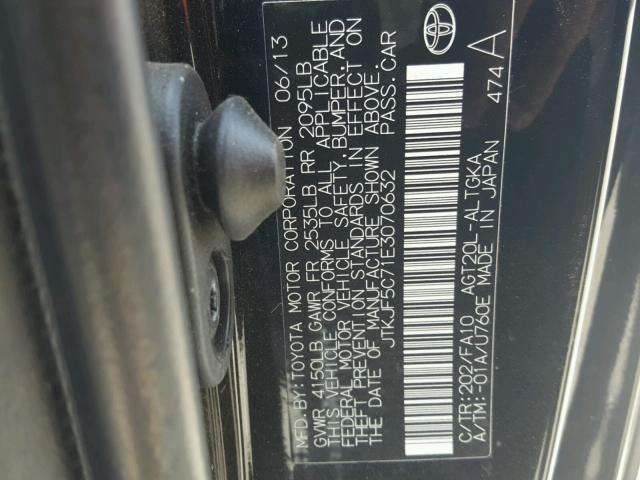 MFD. BY: TOYOTA MOTOR CORPORATION 06/13
GVWR 4150LB GAWR FR 2535LB RR 2095LB
THIS VEHICLE CONFORMS TO ALL APPLICABLE
FEDERAL MOTOR VEHICLE SAFETY, BUMPER, AND
THEFT PREVENTION STANDARDS IN EFFECT ON
THE DATE OF MANUFACTURE SHOWN ABOVE.
JTKJF5C71E3070632 PASS. CAR
C/TR: 202/FA10 AGT20L-ALTGKA
A/TM: -01A/U760E MADE IN JAPAN 474 A